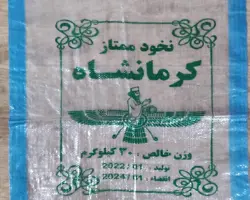 نخود ممتاز
کرمانشاه
وزن خالص : ۳۰ کیلوگرم
تولید : 2022/01
انقضاء : 2024/01